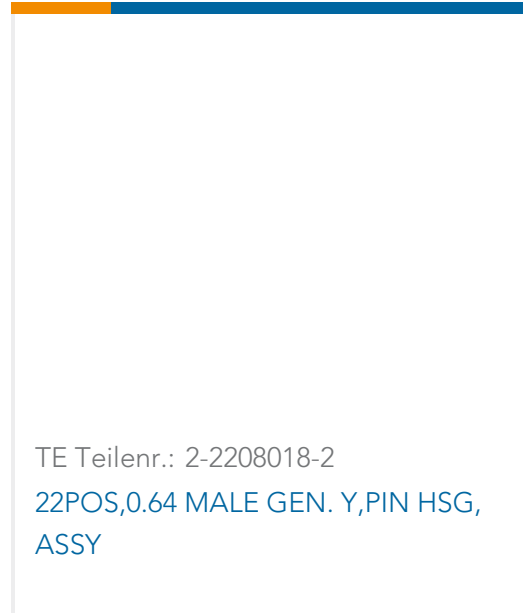 TE Teilenr.: 2-2208018-2
22POS,0.64 MALE GEN. Y,PIN HSG,
ASSY